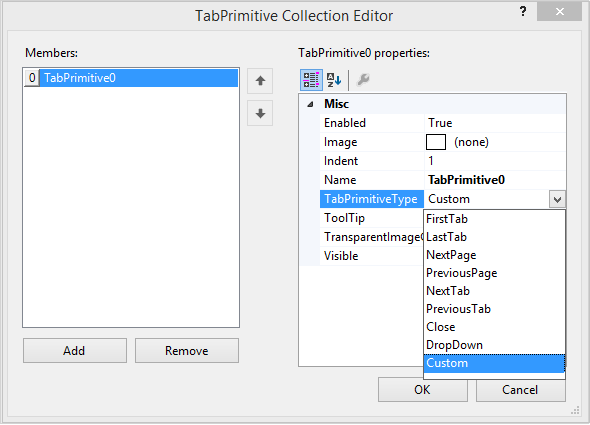 TabPrimitive Collection Editor
?
Members:
0 TabPrimitive0
Add
Remove
TabPrimitive0 properties:
A
Z
Misc
Enabled True
Image (none)
Indent 1
Name TabPrimitive0
TabPrimitiveType Custom
ToolTip
TransparentImage
Visible
FirstTab
LastTab
NextPage
PreviousPage
NextTab
PreviousTab
Close
DropDown
Custom
OK
Cancel